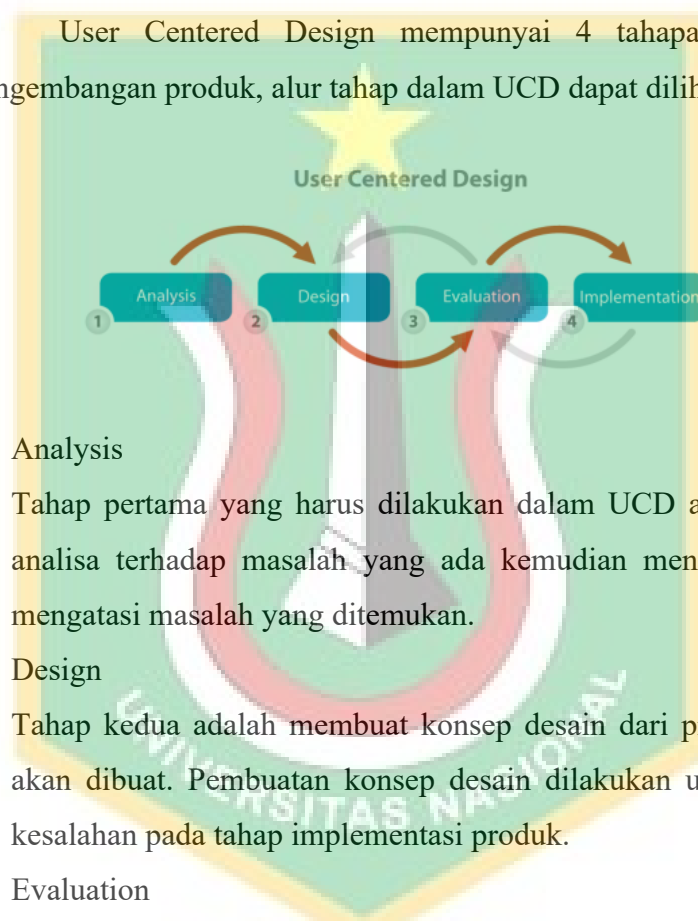 User Centered Design mempunyai 4 tahapa
ngembangan produk, alur tahap dalam UCD dapat dilih
User Centered Design
Analysis
Design
Evaluation
Implementation
1
2
3
4
Analysis
Tahap pertama yang harus dilakukan dalam UCD a
analisa terhadap masalah yang ada kemudian men
mengatasi masalah yang ditemukan.
Design
Tahap kedua adalah membuat konsep desain dari p
akan dibuat. Pembuatan konsep desain dilakukan u
kesalahan pada tahap implementasi produk.
UNIVERSITAS NASIONAL
Evaluation